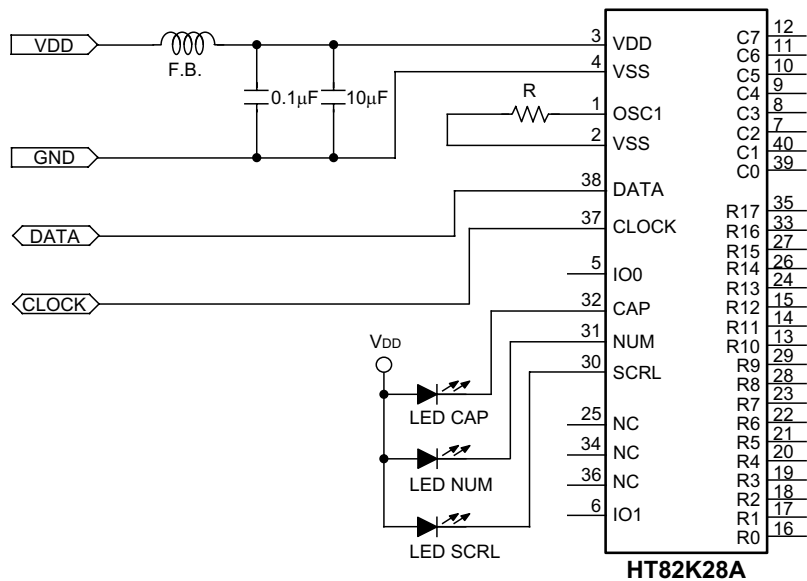 VDD
F.B.
0.1μF
10μF
GND
DATA
CLOCK
R
VDD
LED CAP
LED NUM
LED SCRL
3 VDD
4 VSS
1 OSC1
2 VSS
38 DATA
37 CLOCK
5 IO0
32 CAP
31 NUM
30 SCRL
25 NC
34 NC
36 NC
6 IO1
C7 12
C6 11
C5 10
C4 9
C3 8
C2 7
C1 40
C0 39
R17 35
R16 33
R15 27
R14 26
R13 24
R12 15
R11 14
R10 13
R9 29
R8 28
R7 23
R6 22
R5 21
R4 20
R3 19
R2 18
R1 17
R0 16
HT82K28A